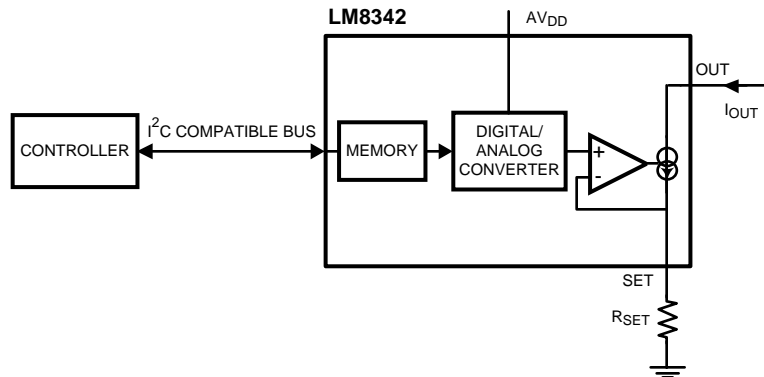 LM8342
AVDD
OUT
IOUT
I²C COMPATIBLE BUS
CONTROLLER
MEMORY
DIGITAL/
ANALOG
CONVERTER
+
-
SET
RSET